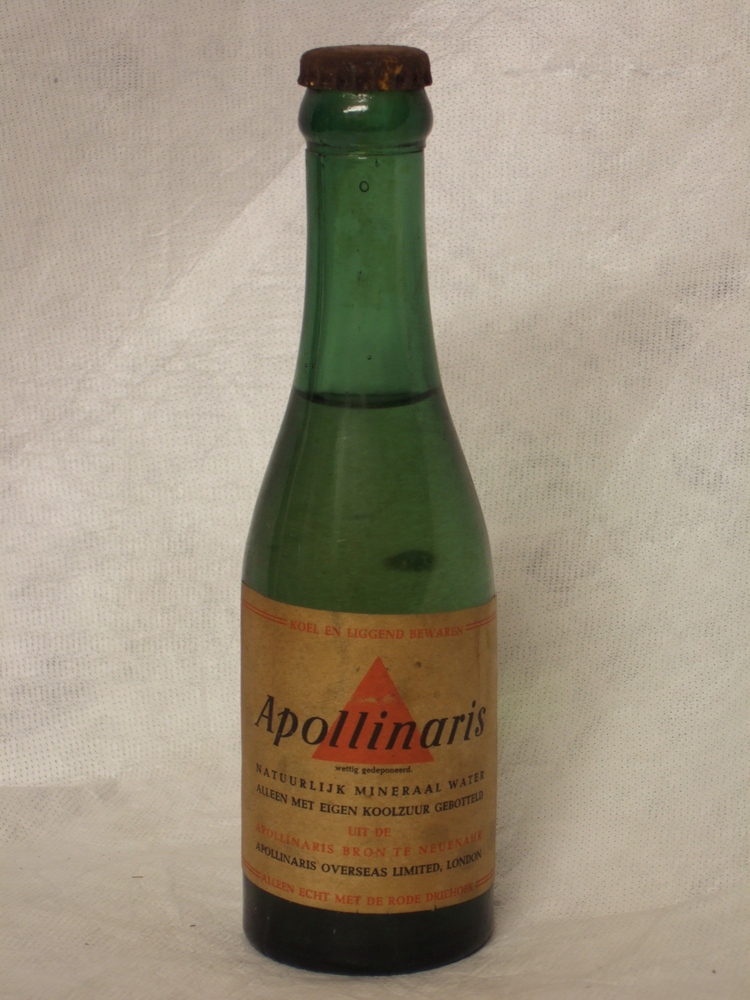 KOEL EN LIGGEND BEWAREN
Apollinaris
wettig gedeponeerd.
NATUURLIJK MINERAAL WATER
ALLEEN MET EIGEN KOOLZUUR GEBOTTELD
UIT DE
APOLLINARIS BRON TE NEUENAHR
APOLLINARIS OVERSEAS LIMITED, LONDON
ALLEEN ECHT MET DE RODE DRIEHOEK